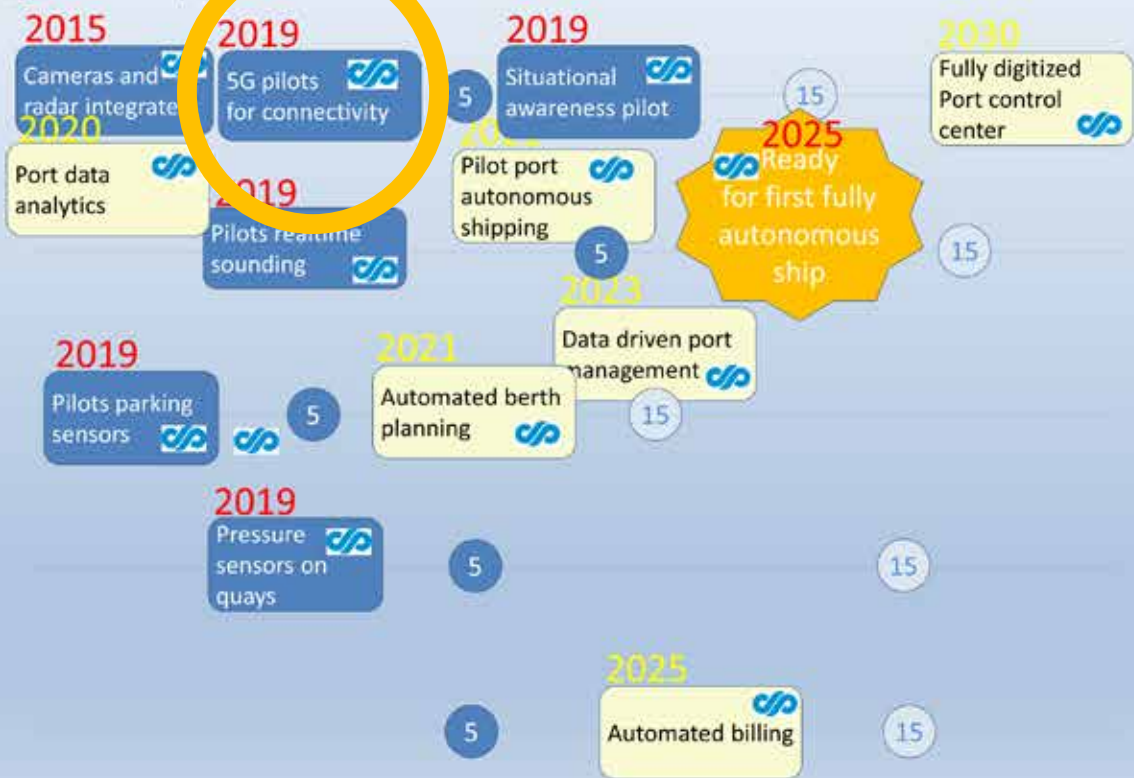 2015
Cameras and
radar integrate
2019
5G pilots
for connectivity
5
2019
Situational
awareness pilot
15
2030
Fully digitized
Port control
center
2020
Port data
analytics
2019
Pilots realtime
sounding
Pilot port
autonomous
shipping
5
2025
Ready
for first fully
autonomous
ship
15
2023
Data driven port
management
2019
Pilots parking
sensors
5
2021
Automated berth
planning
15
2019
Pressure
sensors on
quays
5
15
5
2025
Automated billing
15